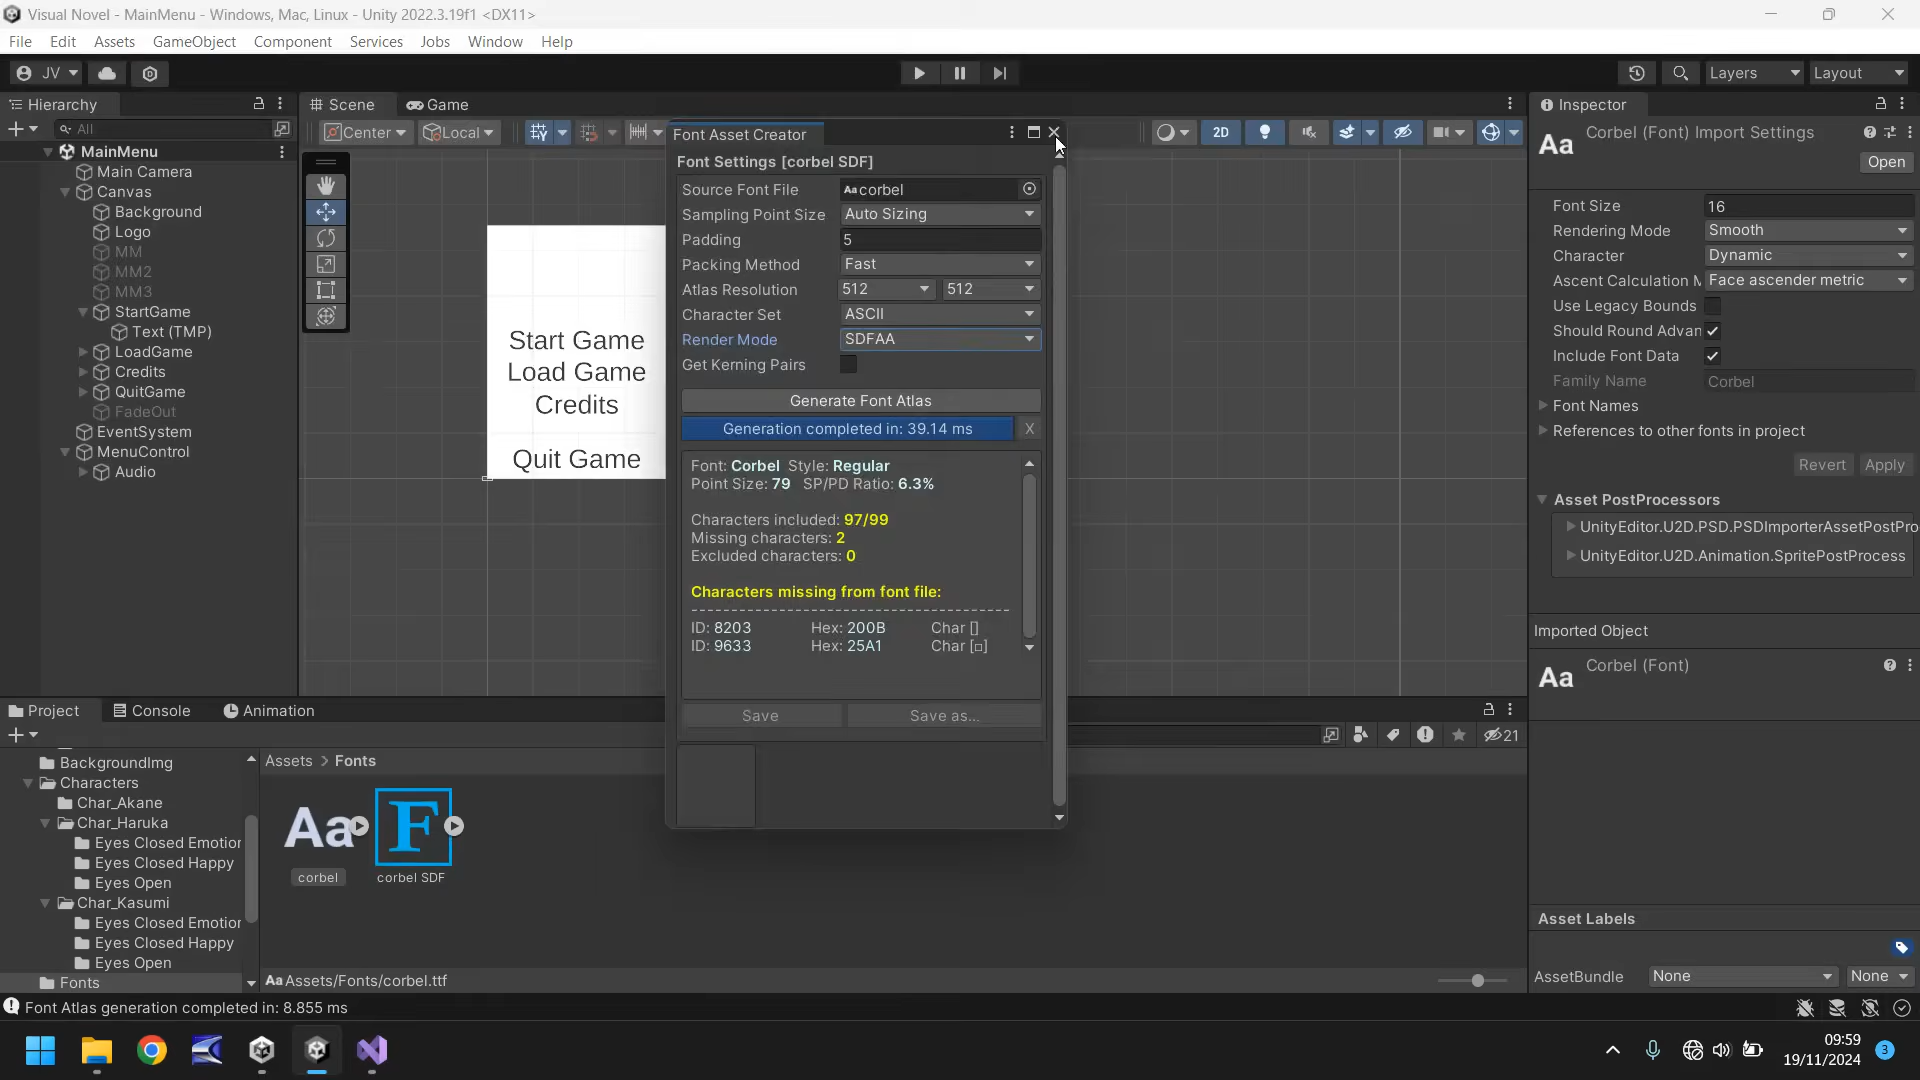 Visual Novel - MainMenu - Windows, Mac, Linux - Unity 2022.3.19f1 <DX11>
File Edit Assets GameObject Component Services Jobs Window Help
JV Layers Layout
Hierarchy
All
MainMenu
Main Camera
Canvas
Background
Logo
MM
MM2
MM3
StartGame
Text (TMP)
LoadGame
Credits
QuitGame
FadeOut
EventSystem
MenuControl
Audio
Scene Game
Center Local 2D
Start Game
Load Game
Credits
Quit Game
Font Asset Creator
Font Settings [corbel SDF]
Source Font File Aa corbel
Sampling Point Size Auto Sizing
Padding 5
Packing Method Fast
Atlas Resolution 512 512
Character Set ASCII
Render Mode SDFAA
Get Kerning Pairs
Generate Font Atlas
Generation completed in: 39.14 ms X
Font: Corbel Style: Regular
Point Size: 79 SP/PD Ratio: 6.3%
Characters included: 97/99
Missing characters: 2
Excluded characters: 0
Characters missing from font file:
----------------------------------------
ID: 8203 Hex: 200B Char []
ID: 9633 Hex: 25A1 Char [□]
Save Save as...
Inspector
Aa Corbel (Font) Import Settings
Open
Font Size 16
Rendering Mode Smooth
Character Dynamic
Ascent Calculation M Face ascender metric
Use Legacy Bounds
Should Round Advan
Include Font Data
Family Name Corbel
Font Names
References to other fonts in project
Revert Apply
Asset PostProcessors
UnityEditor.U2D.PSD.PSDImporterAssetPostPro
UnityEditor.U2D.Animation.SpritePostProcess
Imported Object
Aa Corbel (Font)
Asset Labels
AssetBundle None None
Project Console Animation
21
BackgroundImg
Characters
Char_Akane
Char_Haruka
Eyes Closed Emotion
Eyes Closed Happy
Eyes Open
Char_Kasumi
Eyes Closed Emotion
Eyes Closed Happy
Eyes Open
Fonts
Assets > Fonts
Aa F
corbel corbel SDF
Aa Assets/Fonts/corbel.ttf
Font Atlas generation completed in: 8.855 ms
09:59
19/11/2024
3